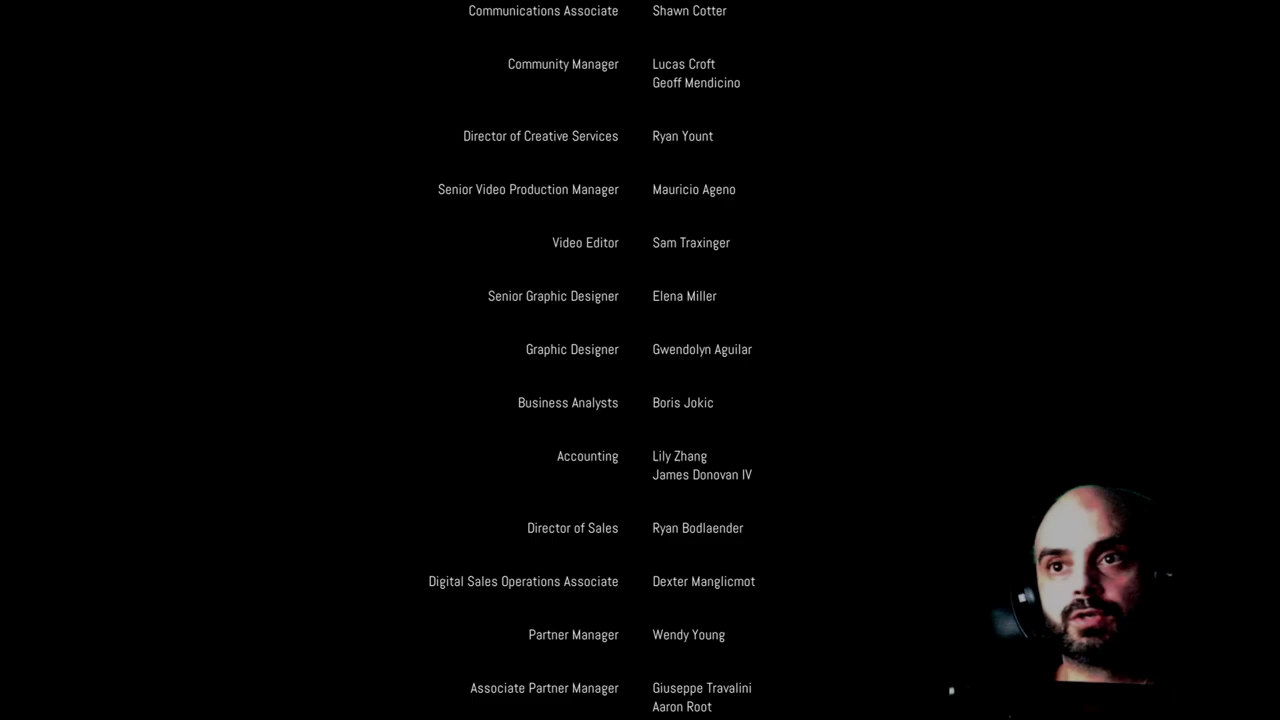 Communications Associate Shawn Cotter
Community Manager Lucas Croft
Geoff Mendicino
Director of Creative Services Ryan Yount
Senior Video Production Manager Mauricio Ageno
Video Editor Sam Traxinger
Senior Graphic Designer Elena Miller
Graphic Designer Gwendolyn Aguilar
Business Analysts Boris Jokic
Accounting Lily Zhang
James Donovan IV
Director of Sales Ryan Bodlaender
Digital Sales Operations Associate Dexter Manglicmot
Partner Manager Wendy Young
Associate Partner Manager Giuseppe Travalini
Aaron Root